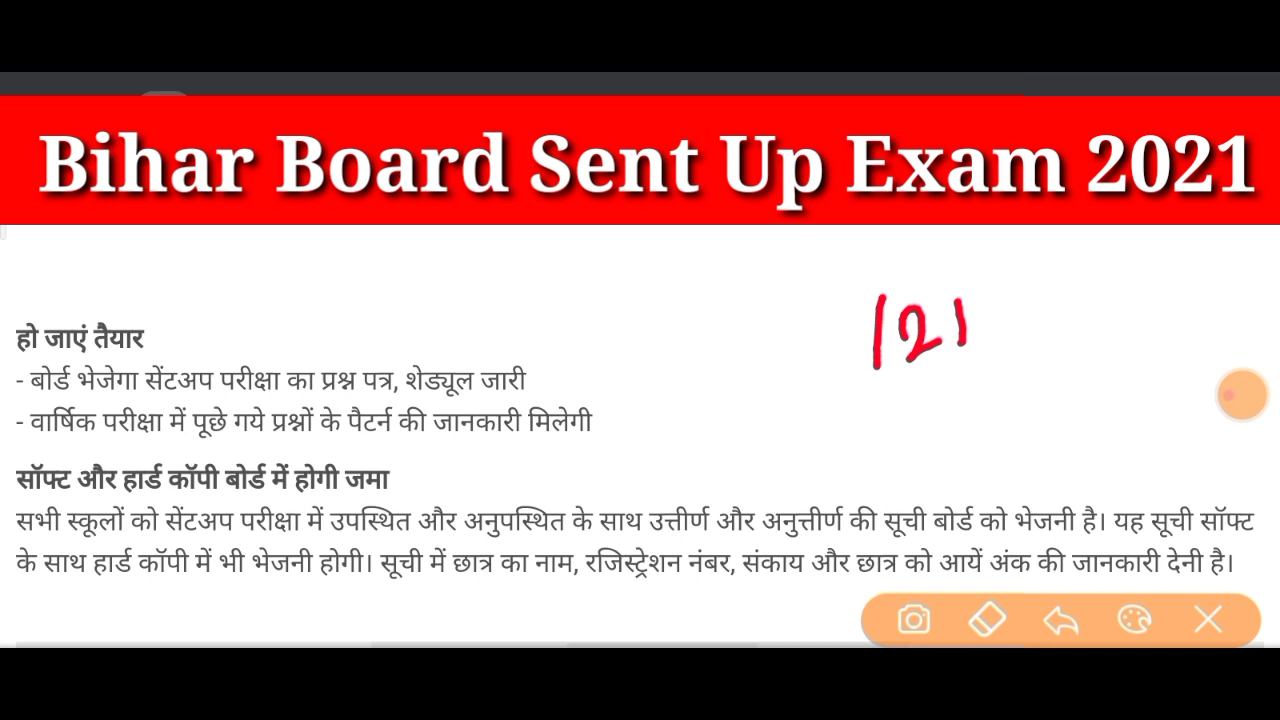 Bihar Board Sent Up Exam 2021
121
हो जाएं तैयार
- बोर्ड भेजेगा सेंटअप परीक्षा का प्रश्न पत्र, शेड्यूल जारी
- वार्षिक परीक्षा में पूछे गये प्रश्नों के पैटर्न की जानकारी मिलेगी
सॉफ्ट और हार्ड कॉपी बोर्ड में होगी जमा
सभी स्कूलों को सेंटअप परीक्षा में उपस्थित और अनुपस्थित के साथ उत्तीर्ण और अनुत्तीर्ण की सूची बोर्ड को भेजनी है। यह सूची सॉफ्ट
के साथ हार्ड कॉपी में भी भेजनी होगी। सूची में छात्र का नाम, रजिस्ट्रेशन नंबर, संकाय और छात्र को आयें अंक की जानकारी देनी है।